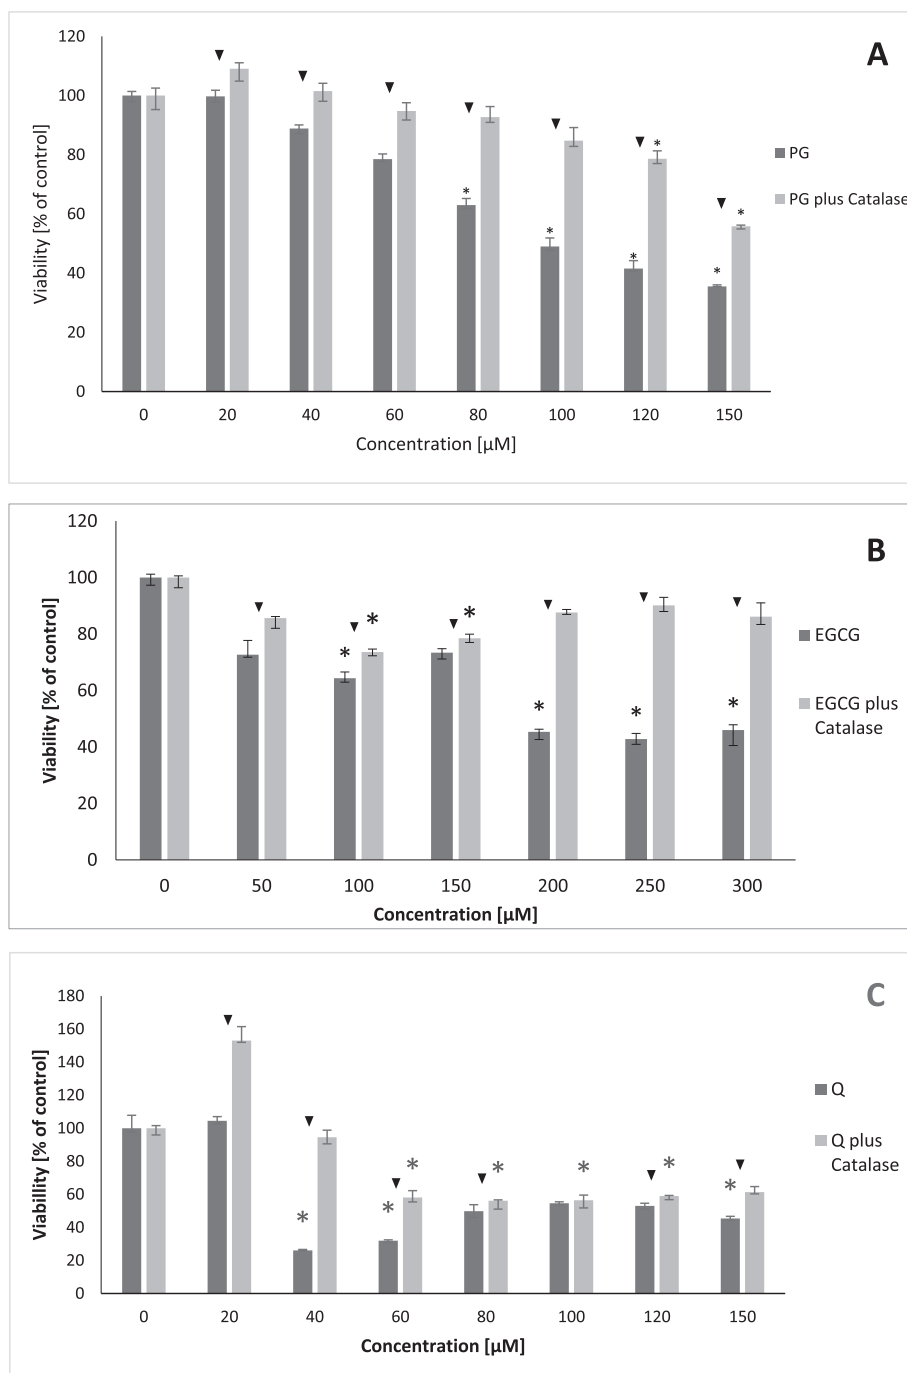 A
120
100
80
60
40
20
0
Viability [% of control]
* * * * * * *
0 20 40 60 80 100 120 150
Concentration [µM]
PG
PG plus Catalase
B
120
100
80
60
40
20
0
Viability [% of control]
* * * * * *
0 50 100 150 200 250 300
Concentration [µM]
EGCG
EGCG plus
Catalase
C
180
160
140
120
100
80
60
40
20
0
Viabillity [% of control]
* * * * * * *
0 20 40 60 80 100 120 150
Concentration [µM]
Q
Q plus
Catalase